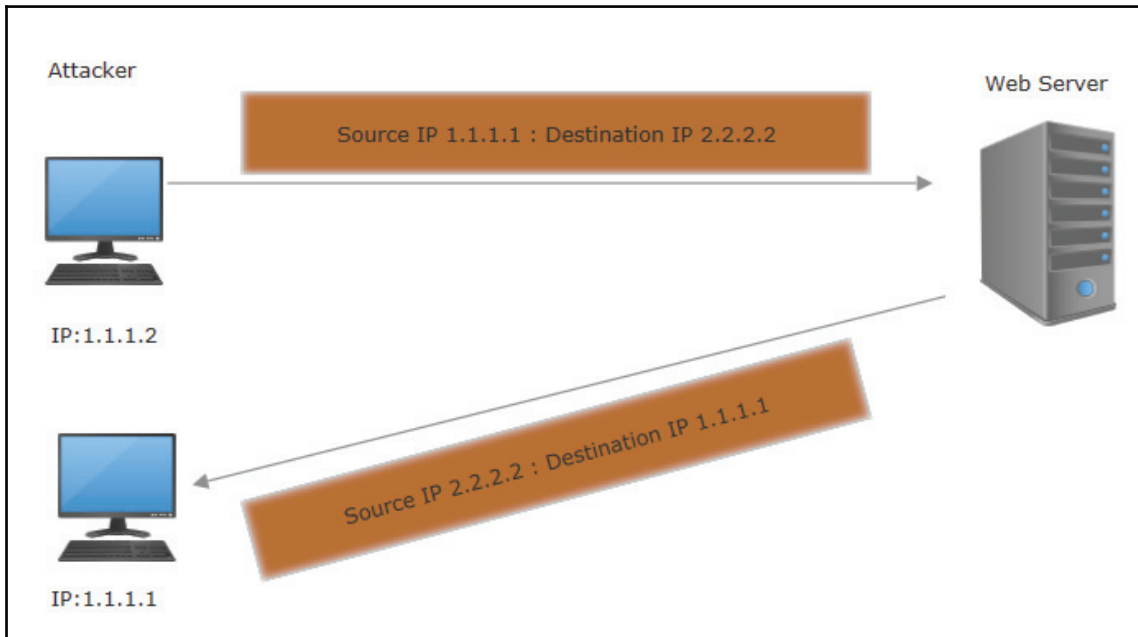 Attacker
Web Server
Source IP 1.1.1.1 : Destination IP 2.2.2.2
IP:1.1.1.2
Source IP 2.2.2.2 : Destination IP 1.1.1.1
IP:1.1.1.1